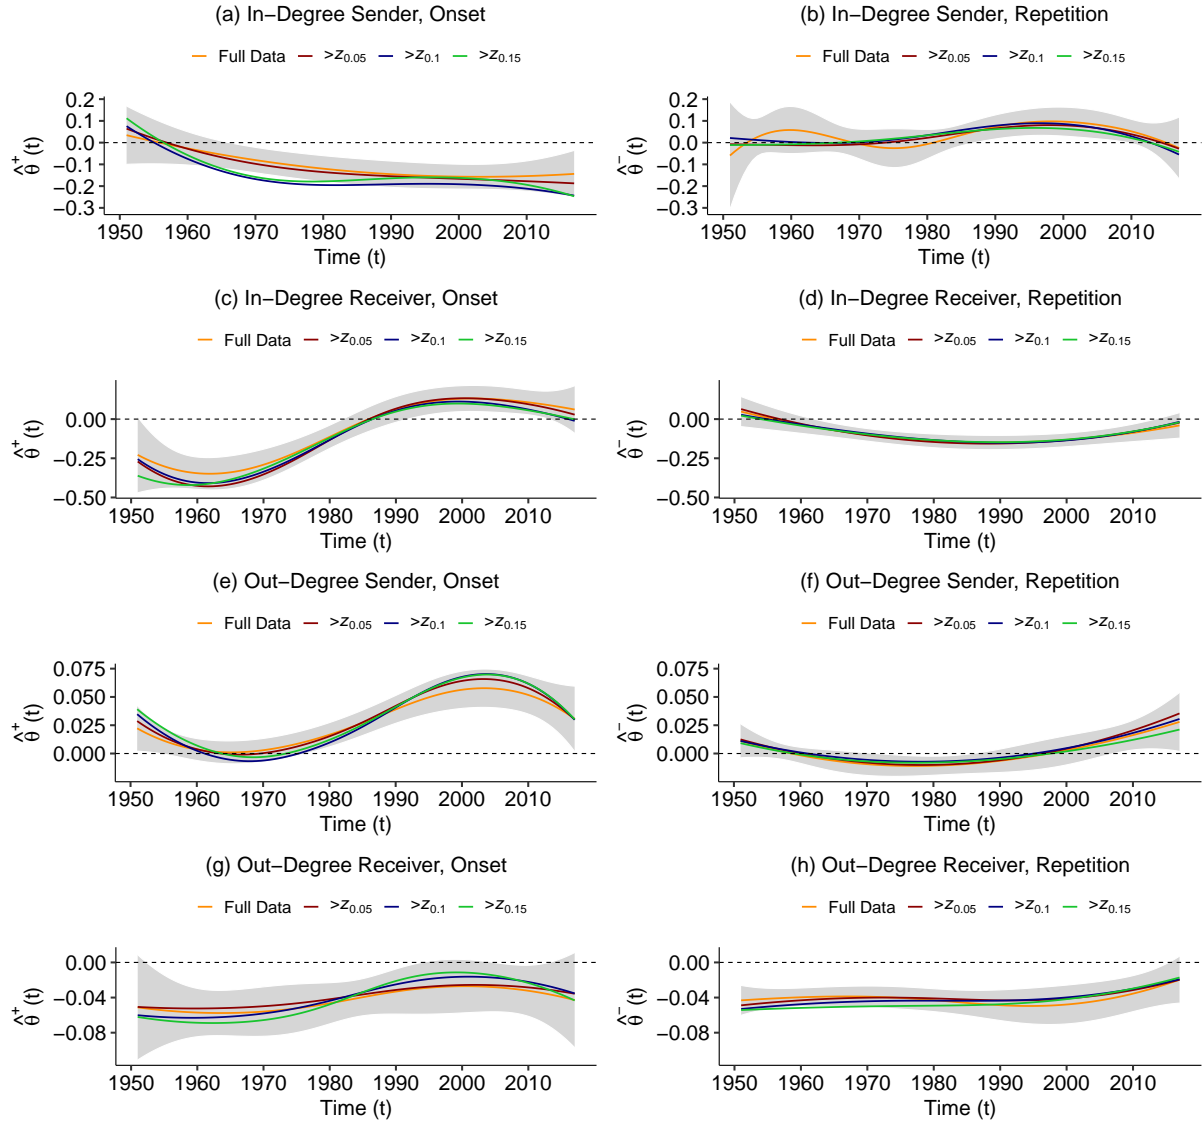 (a) In−Degree Sender, Onset
Full Data >z0.05 >z0.1 >z0.15
0.2
0.1
0.0
−0.1
−0.2
−0.3
θ̂+ (t)
1950 1960 1970 1980 1990 2000 2010
Time (t)
(b) In−Degree Sender, Repetition
Full Data >z0.05 >z0.1 >z0.15
0.2
0.1
0.0
−0.1
−0.2
−0.3
θ̂− (t)
1950 1960 1970 1980 1990 2000 2010
Time (t)
(c) In−Degree Receiver, Onset
Full Data >z0.05 >z0.1 >z0.15
0.00
−0.25
−0.50
θ̂+ (t)
1950 1960 1970 1980 1990 2000 2010
Time (t)
(d) In−Degree Receiver, Repetition
Full Data >z0.05 >z0.1 >z0.15
0.00
−0.25
−0.50
θ̂− (t)
1950 1960 1970 1980 1990 2000 2010
Time (t)
(e) Out−Degree Sender, Onset
Full Data >z0.05 >z0.1 >z0.15
0.075
0.050
0.025
0.000
θ̂+ (t)
1950 1960 1970 1980 1990 2000 2010
Time (t)
(f) Out−Degree Sender, Repetition
Full Data >z0.05 >z0.1 >z0.15
0.075
0.050
0.025
0.000
θ̂− (t)
1950 1960 1970 1980 1990 2000 2010
Time (t)
(g) Out−Degree Receiver, Onset
Full Data >z0.05 >z0.1 >z0.15
0.00
−0.04
−0.08
θ̂+ (t)
1950 1960 1970 1980 1990 2000 2010
Time (t)
(h) Out−Degree Receiver, Repetition
Full Data >z0.05 >z0.1 >z0.15
0.00
−0.04
−0.08
θ̂− (t)
1950 1960 1970 1980 1990 2000 2010
Time (t)